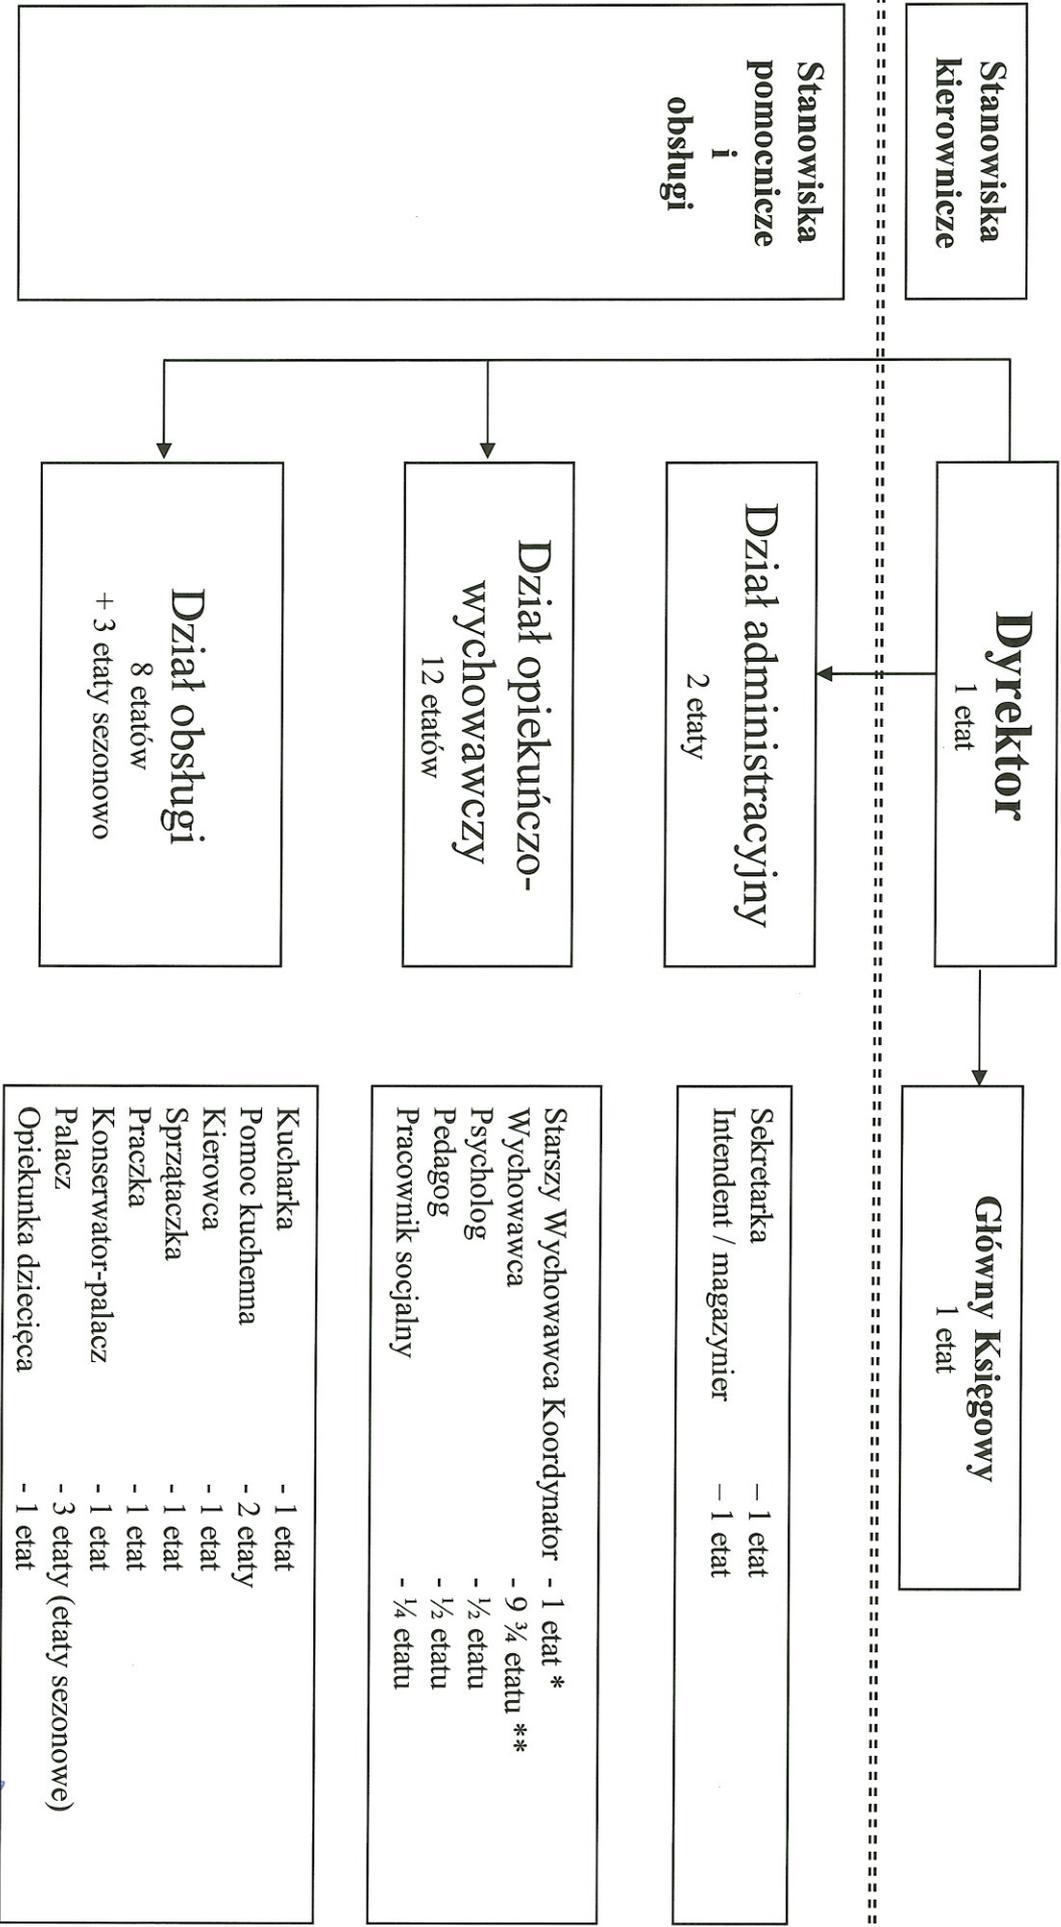 Stanowiska
kierownicze
Dyrektor
1 etat
Główny Księgowy
1 etat
Stanowiska
pomocnicze
i
obsługi
Dział administracyjny
2 etaty
Sekretarka – 1 etat
Intendent / magazynier – 1 etat
Dział opiekuńczo-
wychowawczy
12 etatów
Starszy Wychowawca Koordynator - 1 etat *
Wychowawca - 9 ¾ etatu **
Psycholog - ½ etatu
Pedagog - ½ etatu
Pracownik socjalny - ¼ etatu
Dział obsługi
8 etatów
+ 3 etaty sezonowo
Kucharka - 1 etat
Pomoc kuchenna - 2 etaty
Kierowca - 1 etat
Sprzątaczka - 1 etat
Praczka - 1 etat
Konserwator-palacz - 1 etat
Palacz - 3 etaty (etaty sezonowe)
Opiekunka dziecięca - 1 etat